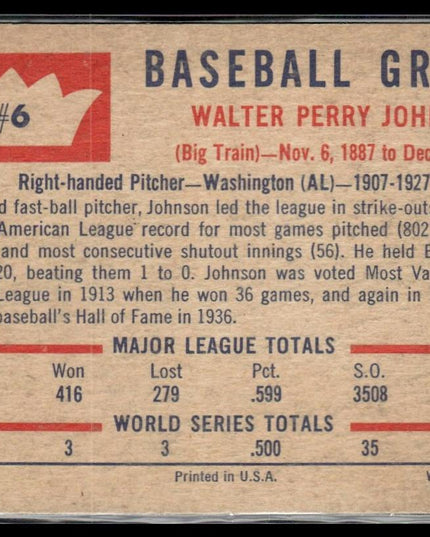 BASEBALL GR
#6
WALTER PERRY JOH
(Big Train)—Nov. 6, 1887 to Dec
Right-handed Pitcher—Washington (AL)—1907-1927
d fast-ball pitcher, Johnson led the league in strike-outs
American League record for most games pitched (802
and most consecutive shutout innings (56). He held B
20, beating them 1 to 0. Johnson was voted Most Va
League in 1913 when he won 36 games, and again in
baseball's Hall of Fame in 1936.
MAJOR LEAGUE TOTALS
Won Lost Pct. S.O.
416 279 .599 3508
WORLD SERIES TOTALS
3 3 .500 35
Printed in U.S.A.